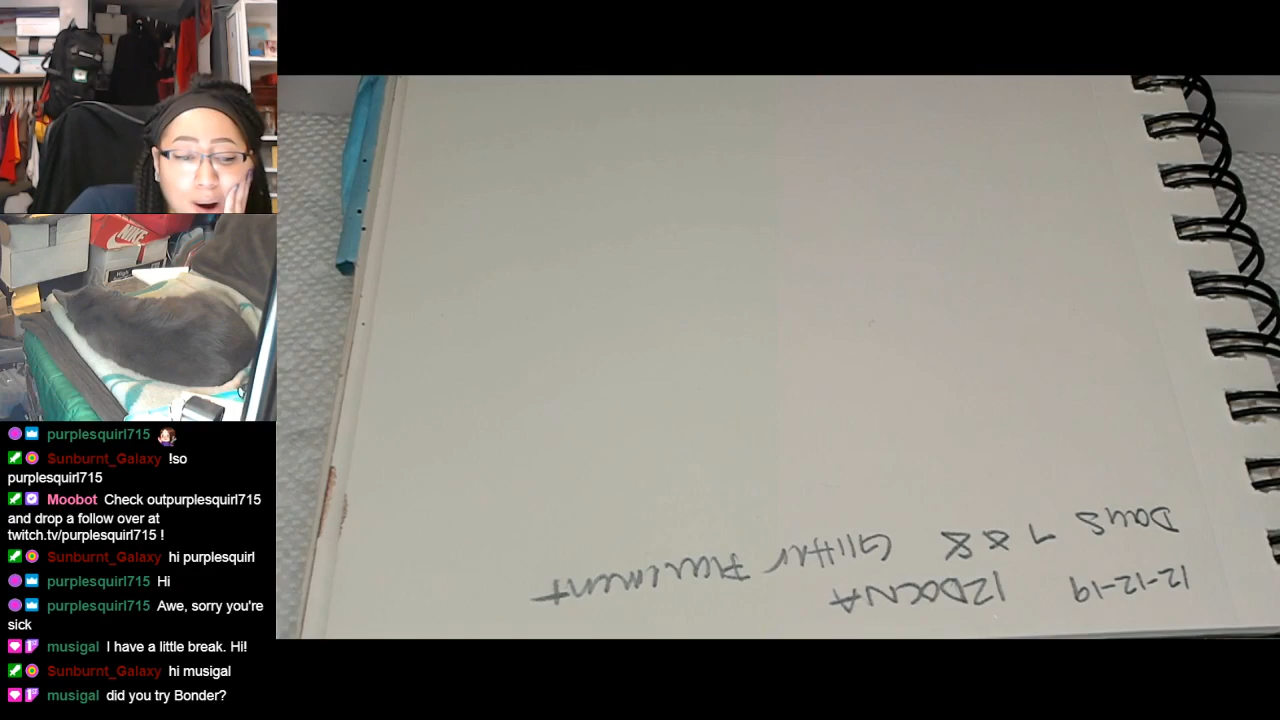 NIKE
High
purplesquirl715
Sunburnt_Galaxy !so
purplesquirl715
Moobot Check outpurplesquirl715
and drop a follow over at
twitch.tv/purplesquirl715 !
Sunburnt_Galaxy hi purplesquirl
purplesquirl715 Hi
purplesquirl715 Awe, sorry you're
sick
musigal I have a little break. Hi!
Sunburnt_Galaxy hi musigal
musigal did you try Bonder?
12-12-19 12DOCNA
Days 7 & 8 Glitter Placement